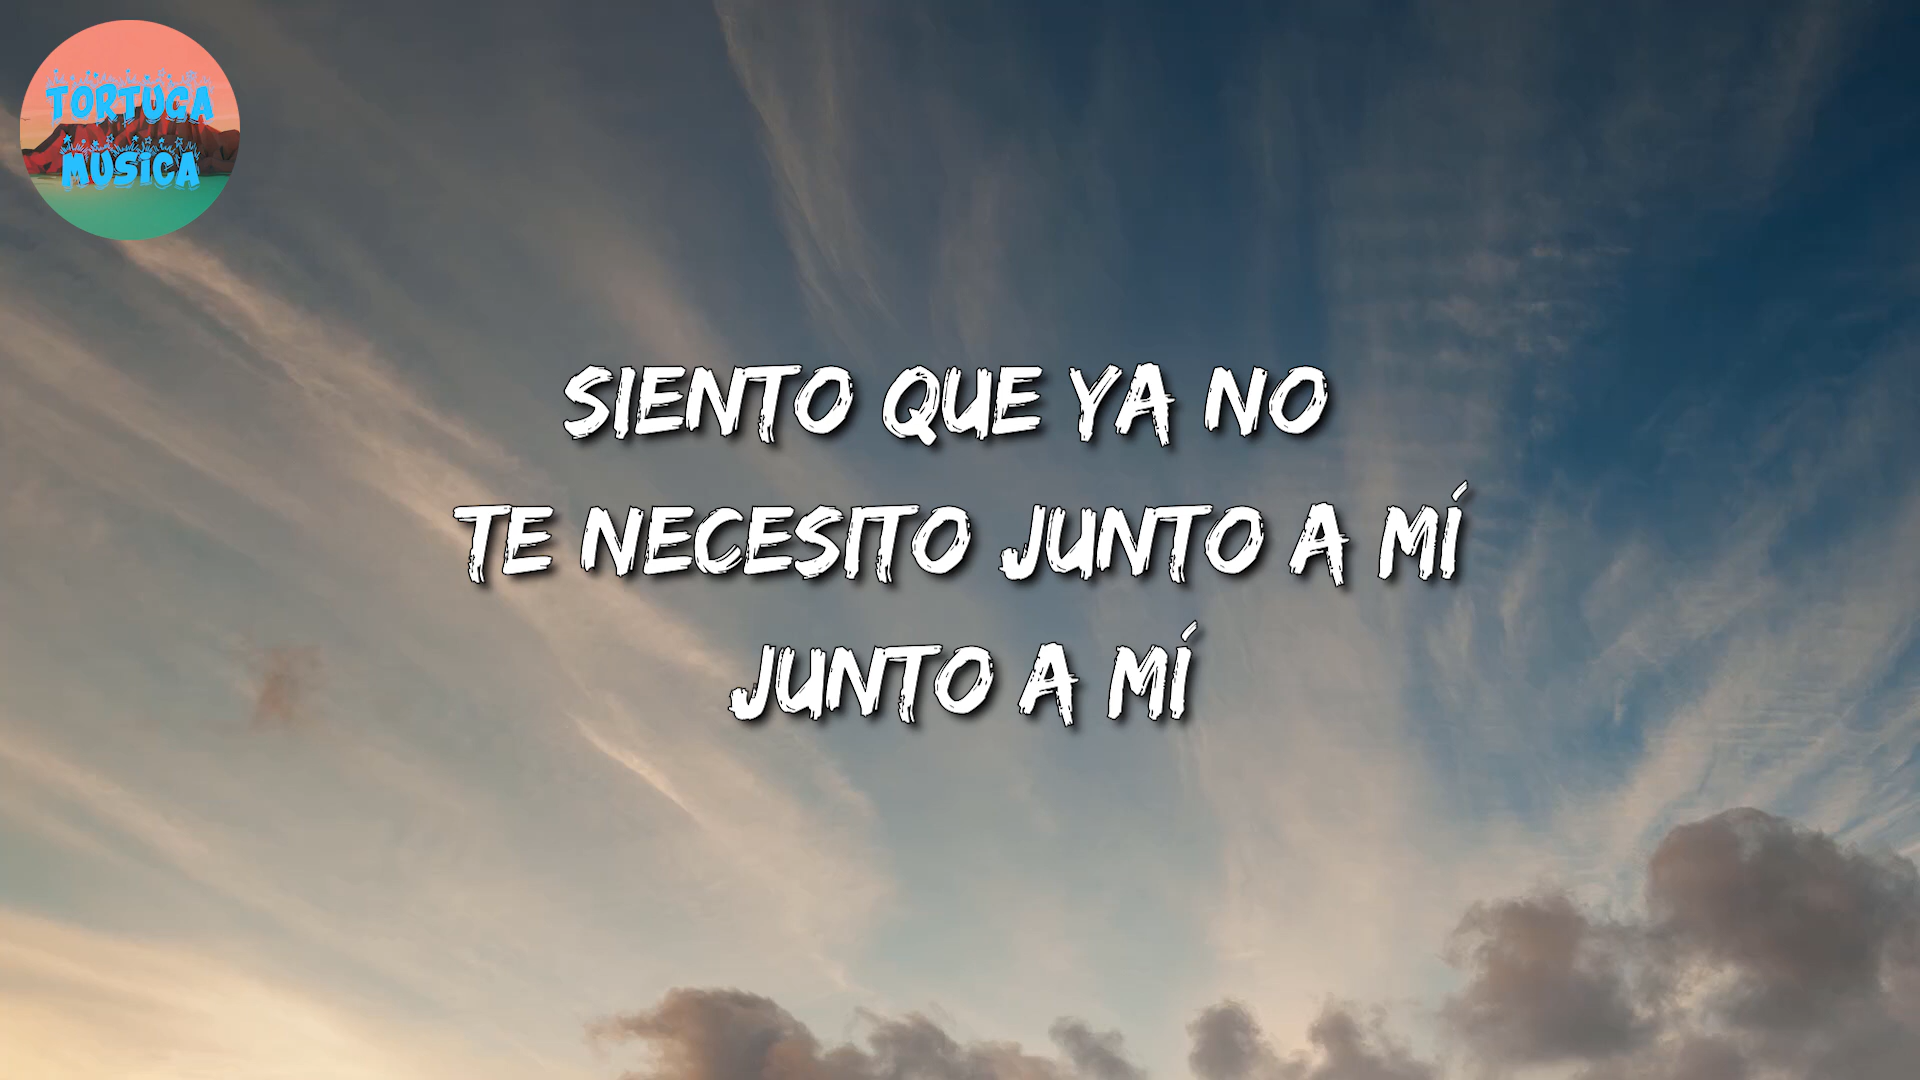 TORTUGA
MUSICA
SIENTO QUE YA NO
TE NECESITO JUNTO A MÍ
JUNTO A MÍ